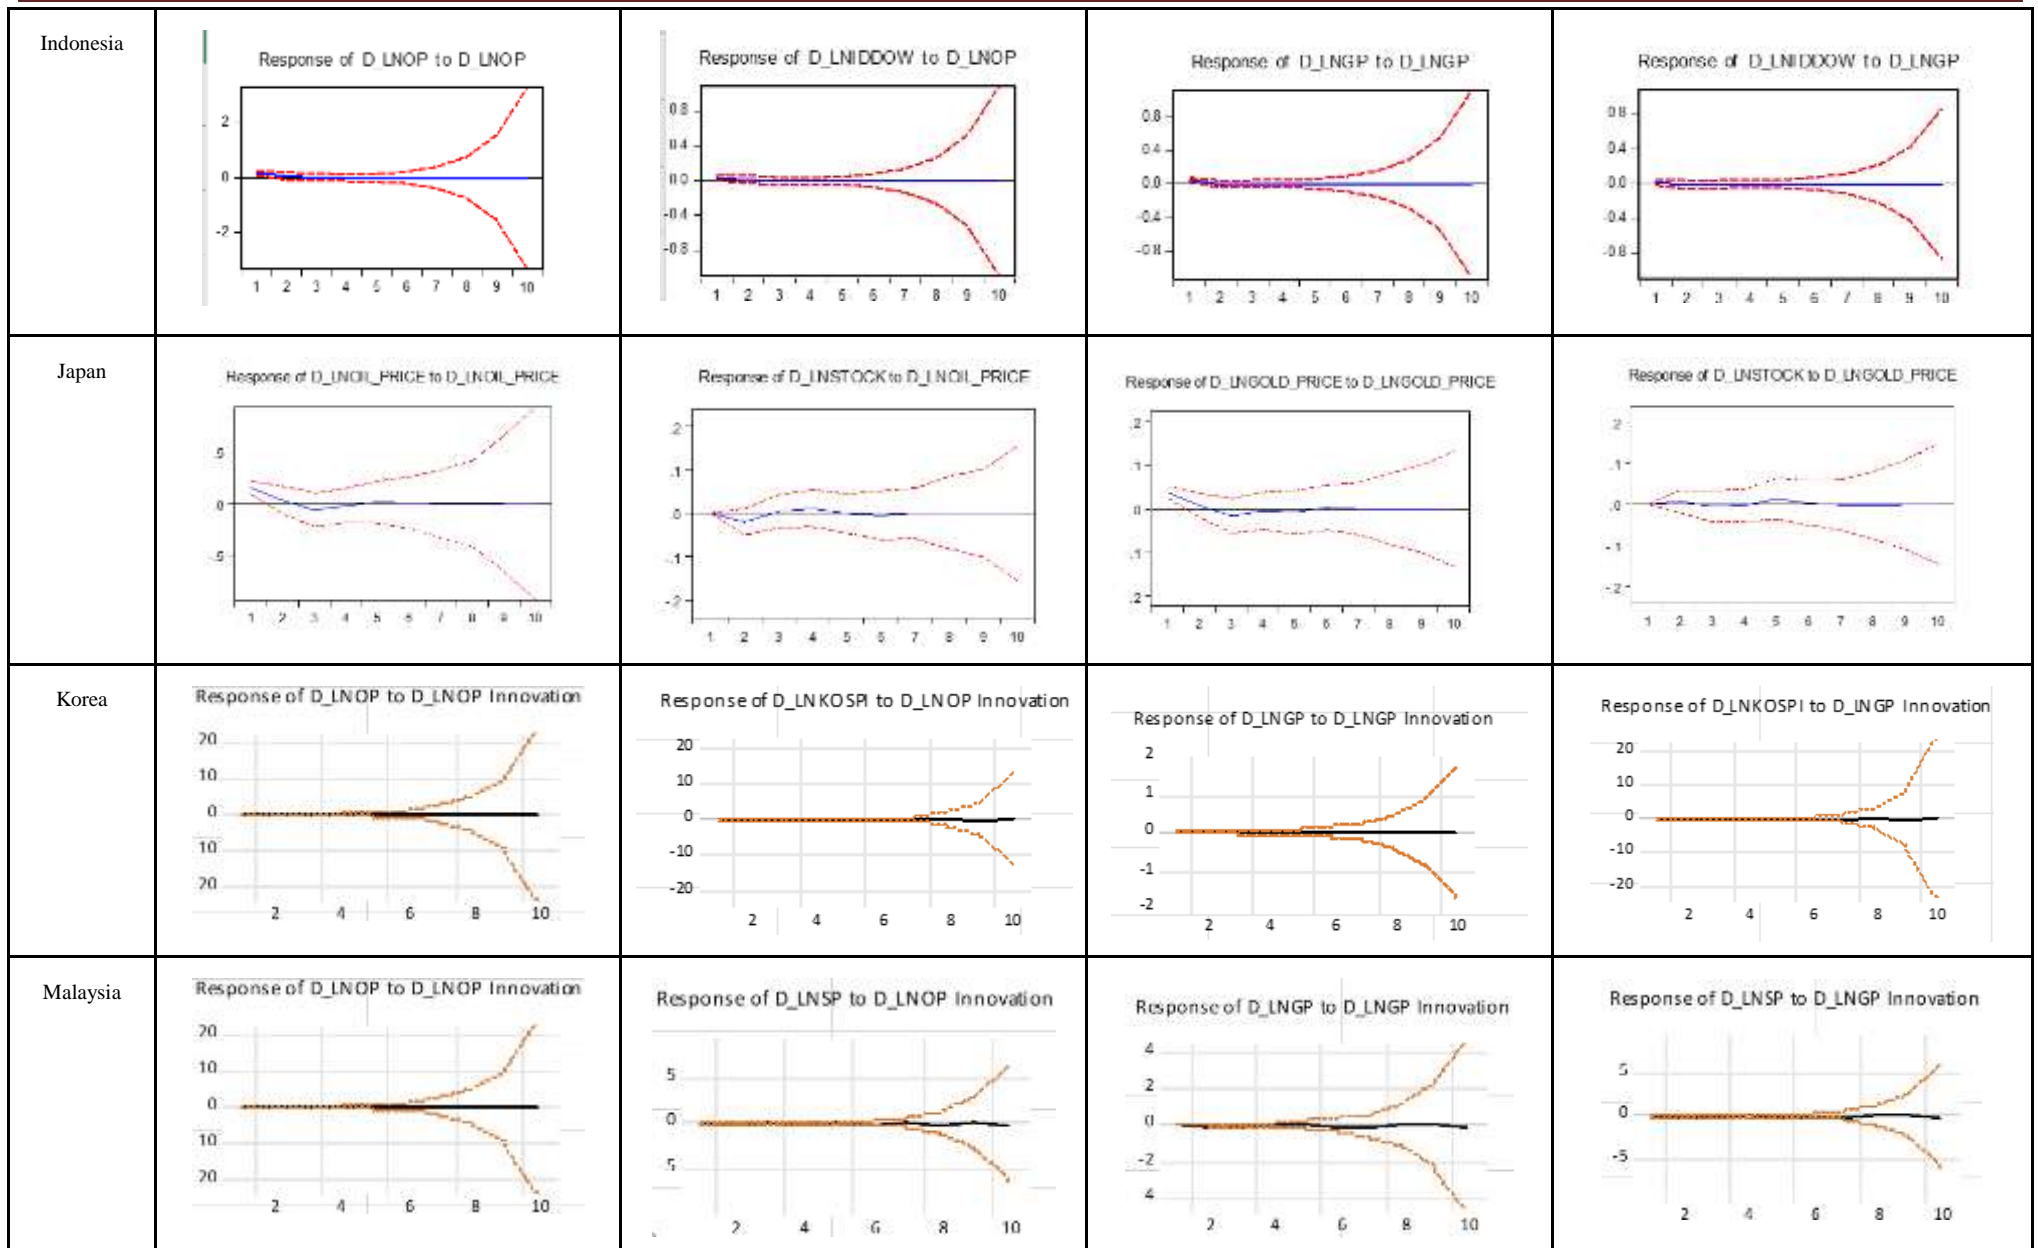 Indonesia
Response of D_LNOP to D_LNOP
2
0
-2
1 2 3 4 5 6 7 8 9 10
Response of D_LNIDDOW to D_LNOP
0.8
0.4
0.0
-0.4
-0.8
1 2 3 4 5 6 7 8 9 10
Response of D_LNGP to D_LNGP
0.8
0.4
0.0
-0.4
-0.8
1 2 3 4 5 6 7 8 9 10
Response of D_LNIDDOW to D_LNGP
0.8
0.4
0.0
-0.4
-0.8
1 2 3 4 5 6 7 8 9 10
Japan
Response of D_LNOIL_PRICE to D_LNOIL_PRICE
.5
.0
-.5
1 2 3 4 5 6 7 8 9 10
Response of D_LNSTOCK to D_LNOIL_PRICE
.2
.1
.0
-.1
-.2
1 2 3 4 5 6 7 8 9 10
Response of D_LNGOLD_PRICE to D_LNGOLD_PRICE
.2
.1
.0
.1
.2
1 2 3 4 5 6 7 8 9 10
Response of D_LNSTOCK to D_LNGOLD_PRICE
.2
.1
.0
-.1
-.2
1 2 3 4 5 6 7 8 9 10
Korea
Response of D_LNOP to D_LNOP Innovation
20
10
0
10
20
2 4 6 8 10
Response of D_LNKOSPI to D_LNOP Innovation
20
10
0
-10
-20
2 4 6 8 10
Response of D_LNGP to D_LNGP Innovation
2
1
0
-1
-2
2 4 6 8 10
Response of D_LNKOSPI to D_LNGP Innovation
20
10
0
-10
-20
2 4 6 8 10
Malaysia
Response of D_LNOP to D_LNOP Innovation
20
10
0
10
20
2 4 6 8 10
Response of D_LNSP to D_LNOP Innovation
5
0
-5
2 4 6 8 10
Response of D_LNGP to D_LNGP Innovation
4
2
0
-2
4
2 4 6 8 10
Response of D_LNSP to D_LNGP Innovation
5
0
-5
2 4 6 8 10